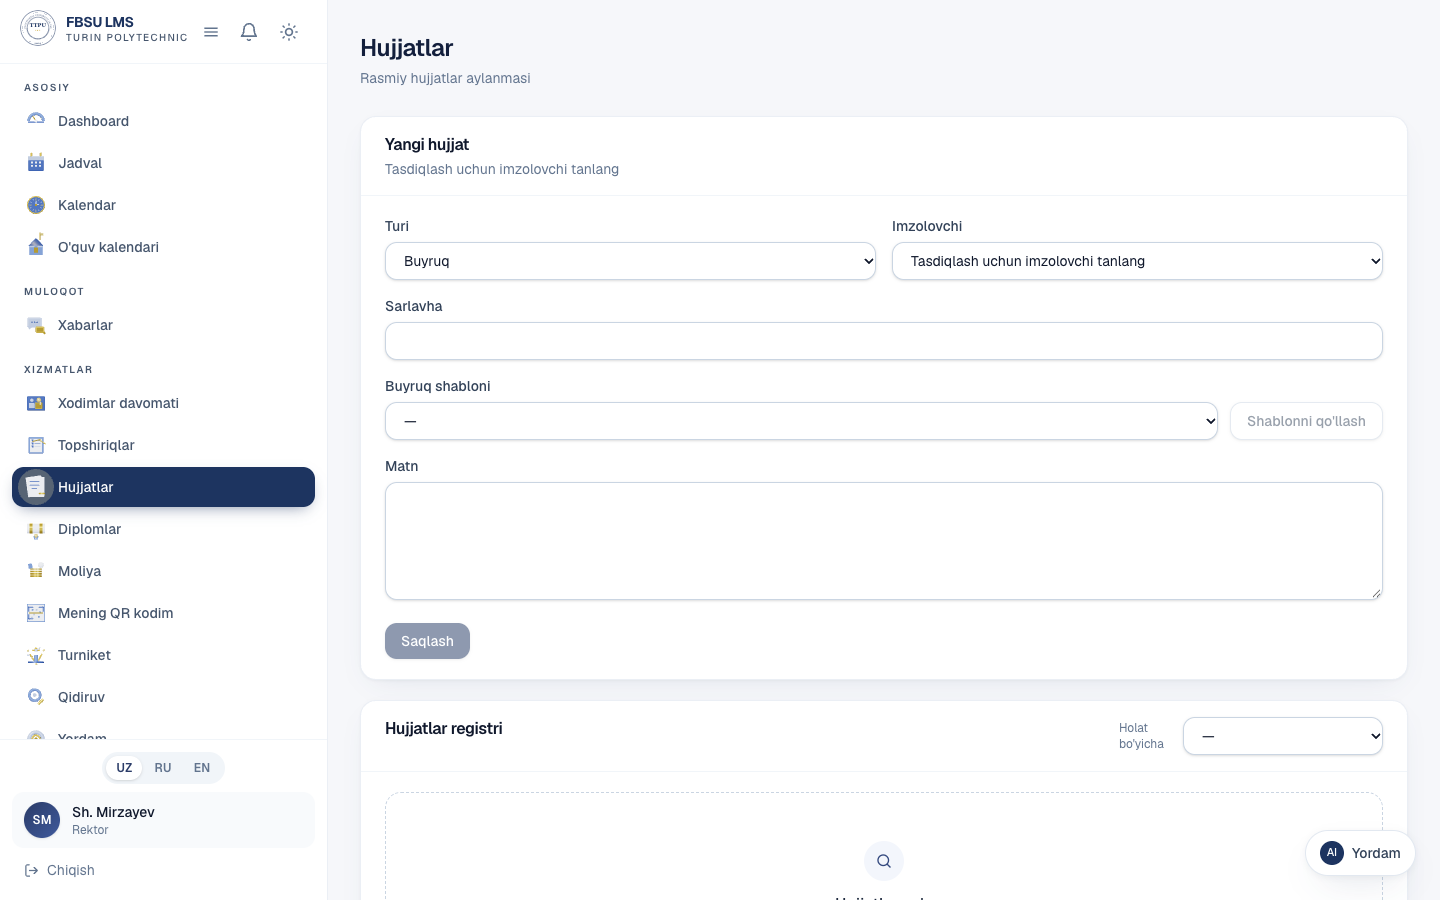 TTPU
FBSU LMS
TURIN POLYTECHNIC
ASOSIY
Dashboard
Jadval
Kalendar
O'quv kalendari
MULOQOT
Xabarlar
XIZMATLAR
Xodimlar davomati
Topshiriqlar
Hujjatlar
Diplomlar
Moliya
Mening QR kodim
Turniket
Qidiruv
Yordam
UZ RU EN
SM
Sh. Mirzayev
Rektor
Chiqish
Hujjatlar
Rasmiy hujjatlar aylanmasi
Yangi hujjat
Tasdiqlash uchun imzolovchi tanlang
Turi
Imzolovchi
Buyruq
Tasdiqlash uchun imzolovchi tanlang
Sarlavha
Buyruq shabloni
—
Shablonni qo'llash
Matn
Saqlash
Hujjatlar registri
Holat
bo'yicha
—
AI Yordam